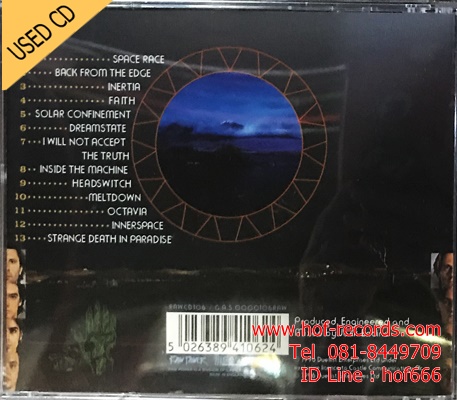 USED CD
SPACE RACE
BACK FROM THE EDGE
3 INERTIA
4 FAITH
5 SOLAR CONFINEMENT
6 DREAMSTATE
7 I WILL NOT ACCEPT
THE TRUTH
8 INSIDE THE MACHINE
9 HEADSWITCH
10 MELTDOWN
11 OCTAVIA
12 INNERSPACE
13 STRANGE DEATH IN PARADISE
5 026389 410624
Produced, Engineered and
www.hof-records.com
Tel 081-8449709
ID Line : hof666